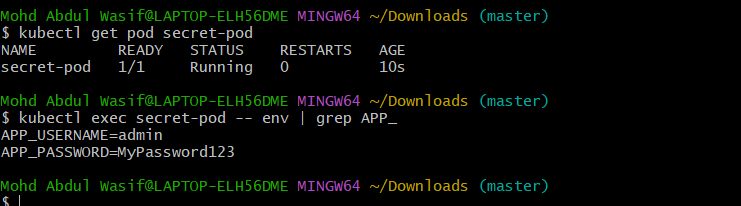 Mohd Abdul Wasif@LAPTOP-ELH56DME MINGW64 ~/Downloads (master)
$ kubectl get pod secret-pod
NAME         READY   STATUS    RESTARTS   AGE
secret-pod   1/1     Running   0          10s
Mohd Abdul Wasif@LAPTOP-ELH56DME MINGW64 ~/Downloads (master)
$ kubectl exec secret-pod -- env | grep APP_
APP_USERNAME=admin
APP_PASSWORD=MyPassword123
Mohd Abdul Wasif@LAPTOP-ELH56DME MINGW64 ~/Downloads (master)
$